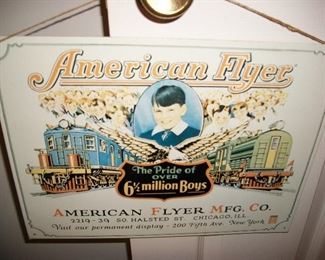 American Flyer
The Pride of
OVER
6½ million Boys
AMERICAN FLYER MFG. CO.
2219-39 SO. HALSTED ST. CHICAGO, ILL.
Visit our permanent display - 200 Fifth Ave. New York